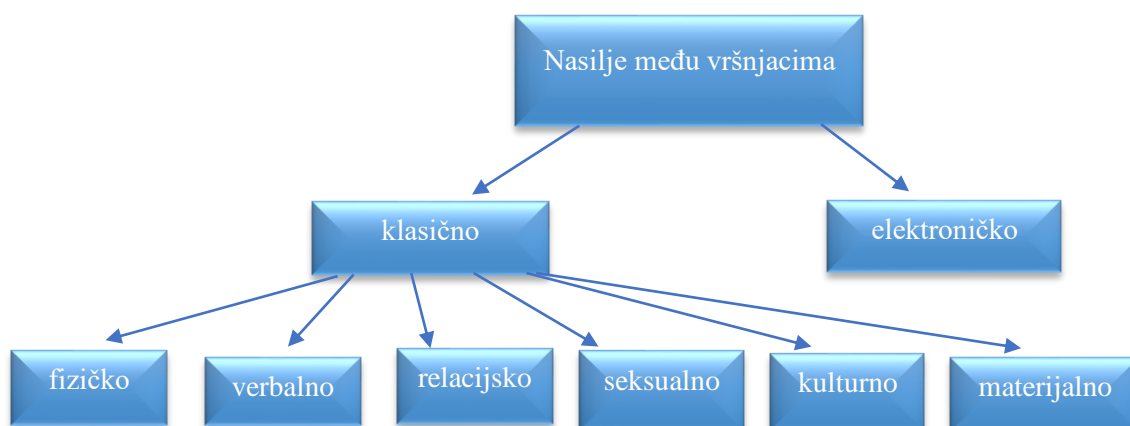 Nasilje među vršnjacima
klasično
elektroničko
fizičko
verbalno
relacijsko
seksualno
kulturno
materijalno